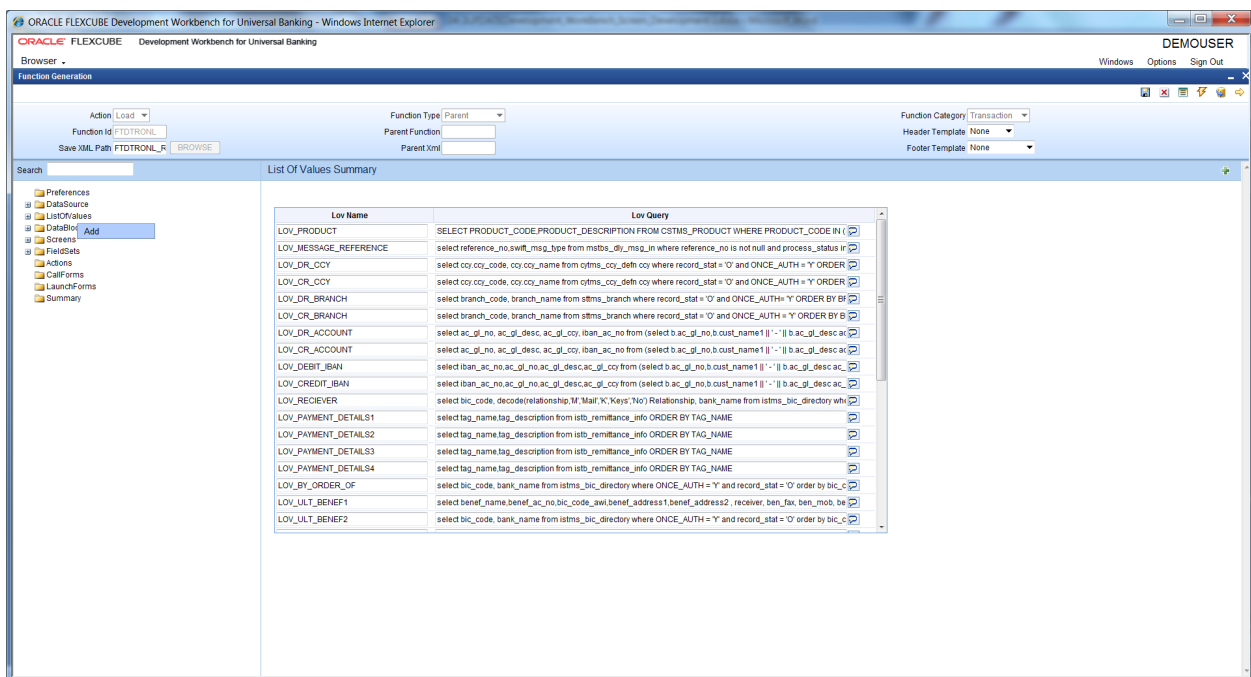 ORACLE FLEXCUBE Development Workbench for Universal Banking - Windows Internet Explorer
ORACLE FLEXCUBE Development Workbench for Universal Banking
DEMOUSER
Browser
Windows Options Sign Out
Function Generation
Action Load
Function Type Parent
Function Category Transaction
Function Id FTDTRONL
Parent Function
Header Template None
Save XML Path FTDTRONL_R BROWSE
Parent Xml
Footer Template None
Search
List Of Values Summary
Preferences
DataSource
ListOfValues
DataBlo
Add
Screens
FieldSets
Actions
CallForms
LaunchForms
Summary
Lov Name Lov Query
LOV_PRODUCT SELECT PRODUCT_CODE,PRODUCT_DESCRIPTION FROM CSTMS_PRODUCT WHERE PRODUCT_CODE IN (
LOV_MESSAGE_REFERENCE select reference_no,swift_msg_type from mstbs_dly_msg_in where reference_no is not null and process_status in
LOV_DR_CCY select ccy.ccy_code, ccy.ccy_name from cytms_ccy_defn ccy where record_stat = 'O' and ONCE_AUTH = 'Y' ORDER
LOV_CR_CCY select ccy.ccy_code, ccy.ccy_name from cytms_ccy_defn ccy where record_stat = 'O' and ONCE_AUTH = 'Y' ORDER
LOV_DR_BRANCH select branch_code, branch_name from sttms_branch where record_stat = 'O' and ONCE_AUTH= 'Y' ORDER BY BR
LOV_CR_BRANCH select branch_code, branch_name from sttms_branch where record_stat = 'O' and ONCE_AUTH = 'Y' ORDER BY B
LOV_DR_ACCOUNT select ac_gl_no, ac_gl_desc, ac_gl_ccy, iban_ac_no from (select b.ac_gl_no,b.cust_name1 || ' - ' || b.ac_gl_desc ac
LOV_CR_ACCOUNT select ac_gl_no, ac_gl_desc, ac_gl_ccy, iban_ac_no from (select b.ac_gl_no,b.cust_name1 || ' - ' || b.ac_gl_desc ac
LOV_DEBIT_IBAN select iban_ac_no,ac_gl_no,ac_gl_desc,ac_gl_ccy from (select b.ac_gl_no,b.cust_name1 || ' - ' || b.ac_gl_desc ac_
LOV_CREDIT_IBAN select iban_ac_no,ac_gl_no,ac_gl_desc,ac_gl_ccy from (select b.ac_gl_no,b.cust_name1 || ' - ' || b.ac_gl_desc ac_
LOV_RECIEVER select bic_code, decode(relationship,'M','Mail','K','Keys','No') Relationship, bank_name from istms_bic_directory whe
LOV_PAYMENT_DETAILS1 select tag_name,tag_description from istb_remittance_info ORDER BY TAG_NAME
LOV_PAYMENT_DETAILS2 select tag_name,tag_description from istb_remittance_info ORDER BY TAG_NAME
LOV_PAYMENT_DETAILS3 select tag_name,tag_description from istb_remittance_info ORDER BY TAG_NAME
LOV_PAYMENT_DETAILS4 select tag_name,tag_description from istb_remittance_info ORDER BY TAG_NAME
LOV_BY_ORDER_OF select bic_code, bank_name from istms_bic_directory where ONCE_AUTH = 'Y' and record_stat = 'O' order by bic_c
LOV_ULT_BENEF1 select benef_name,benef_ac_no,bic_code_awi,benef_address1,benef_address2 , receiver, ben_fax, ben_mob, be
LOV_ULT_BENEF2 select bic_code, bank_name from istms_bic_directory where ONCE_AUTH = 'Y' and record_stat = 'O' order by bic_c